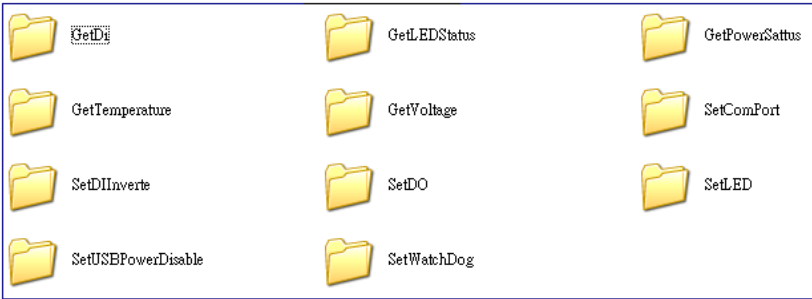 GetDi
GetLEDStatus
GetPowerSattus
GetTemperature
GetVoltage
SetComPort
SetDIInverte
SetDO
SetLED
SetUSBPowerDisable
SetWatchDog